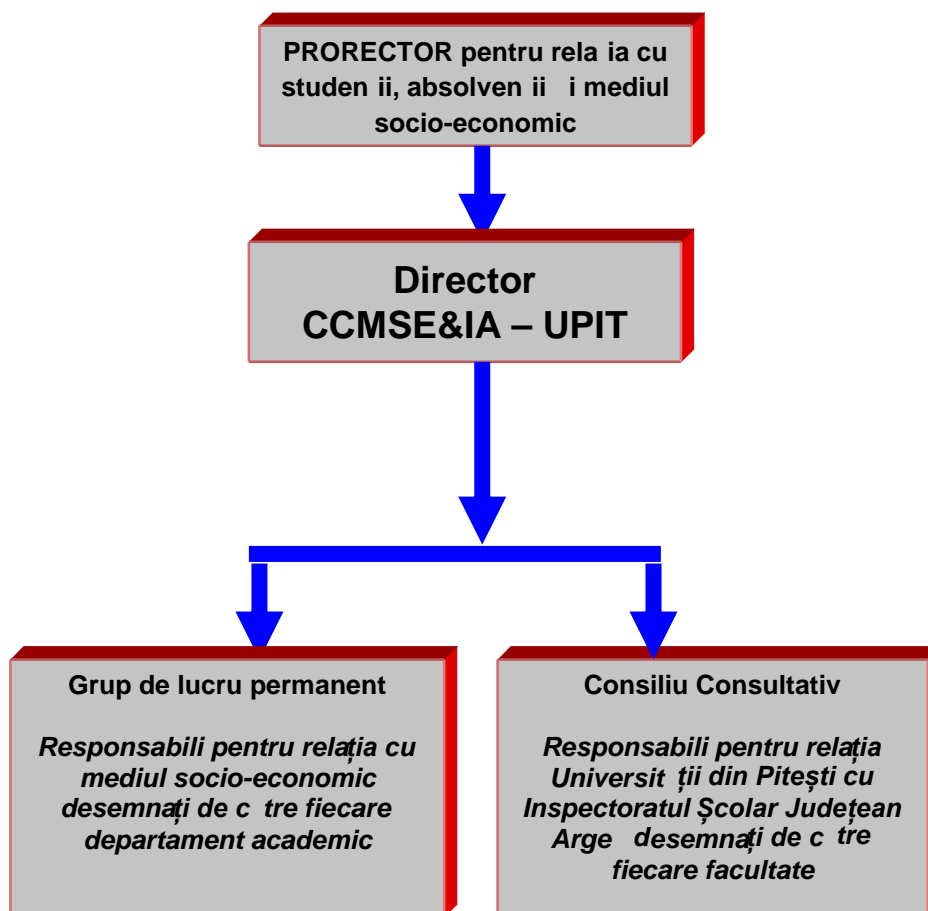 PRORECTOR pentru rela ia cu
studen ii, absolven ii i mediul
socio-economic
Director
CCMSE&IA – UPIT
Grup de lucru permanent
Responsabili pentru relația cu
mediul socio-economic
desemnați de c tre fiecare
departament academic
Consiliu Consultativ
Responsabili pentru relația
Universit ții din Pitești cu
Inspectoratul Școlar Județean
Arge desemnați de c tre
fiecare facultate